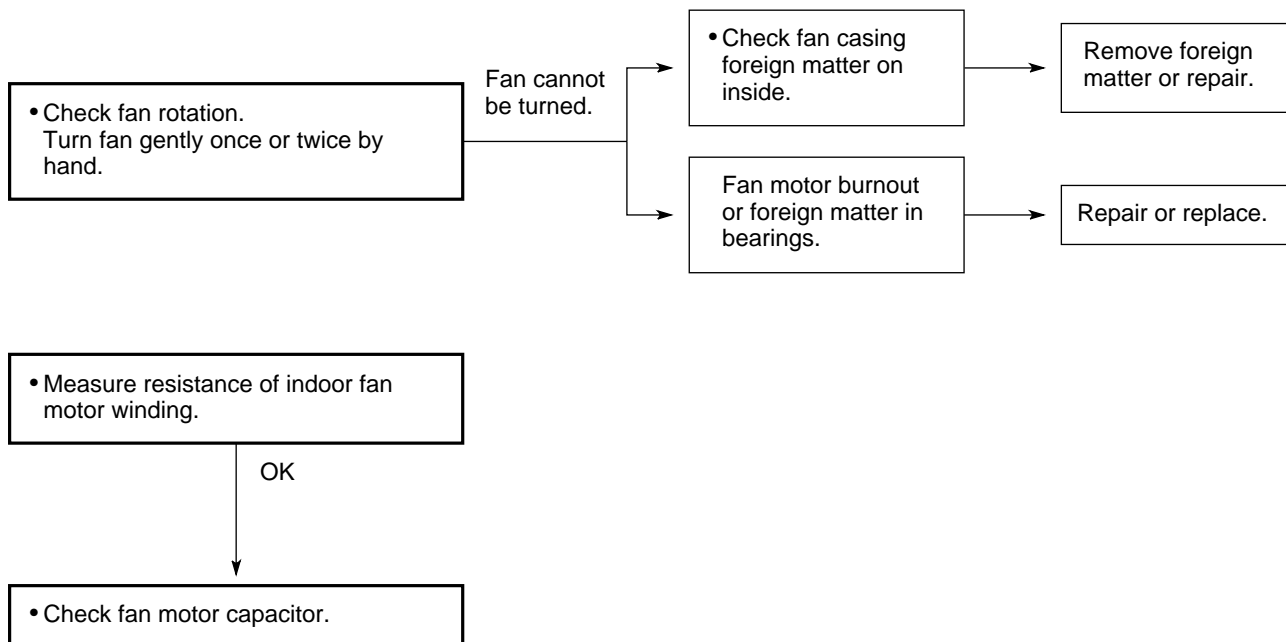 • Check fan rotation.
Turn fan gently once or twice by
hand.
Fan cannot
be turned.
• Check fan casing
foreign matter on
inside.
Remove foreign
matter or repair.
Fan motor burnout
or foreign matter in
bearings.
Repair or replace.
• Measure resistance of indoor fan
motor winding.
OK
• Check fan motor capacitor.